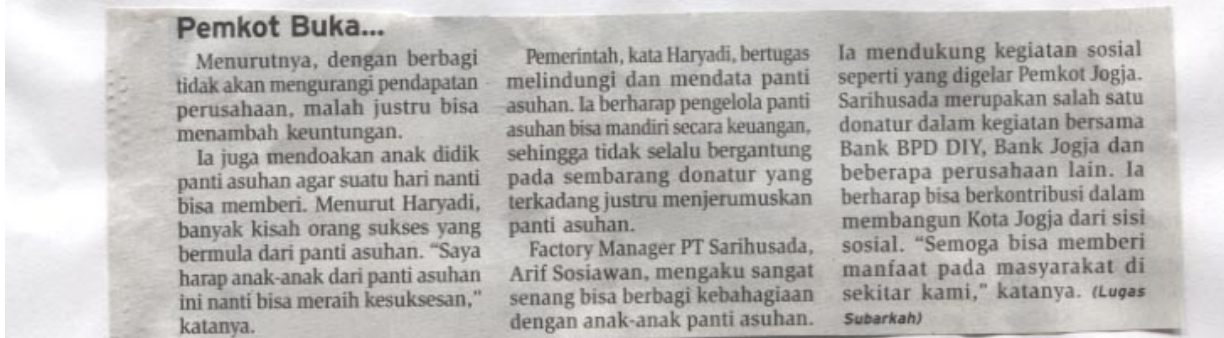 Pemkot Buka...
Menurutnya, dengan berbagi
tidak akan mengurangi pendapatan
perusahaan, malah justru bisa
menambah keuntungan.
Ia juga mendoakan anak didik
panti asuhan agar suatu hari nanti
bisa memberi. Menurut Haryadi,
banyak kisah orang sukses yang
bermula dari panti asuhan. “Saya
harap anak-anak dari panti asuhan
ini nanti bisa meraih kesuksesan,”
katanya.
Pemerintah, kata Haryadi, bertugas
melindungi dan mendata panti
asuhan. Ia berharap pengelola panti
asuhan bisa mandiri secara keuangan,
sehingga tidak selalu bergantung
pada sembarang donatur yang
terkadang justru menjerumuskan
panti asuhan.
Factory Manager PT Sarihusada,
Arif Sosiawan, mengaku sangat
senang bisa berbagi kebahagiaan
dengan anak-anak panti asuhan.
Ia mendukung kegiatan sosial
seperti yang digelar Pemkot Jogja.
Sarihusada merupakan salah satu
donatur dalam kegiatan bersama
Bank BPD DIY, Bank Jogja dan
beberapa perusahaan lain. Ia
berharap bisa berkontribusi dalam
membangun Kota Jogja dari sisi
sosial. “Semoga bisa memberi
manfaat pada masyarakat di
sekitar kami,” katanya. (Lugas
Subarkah)